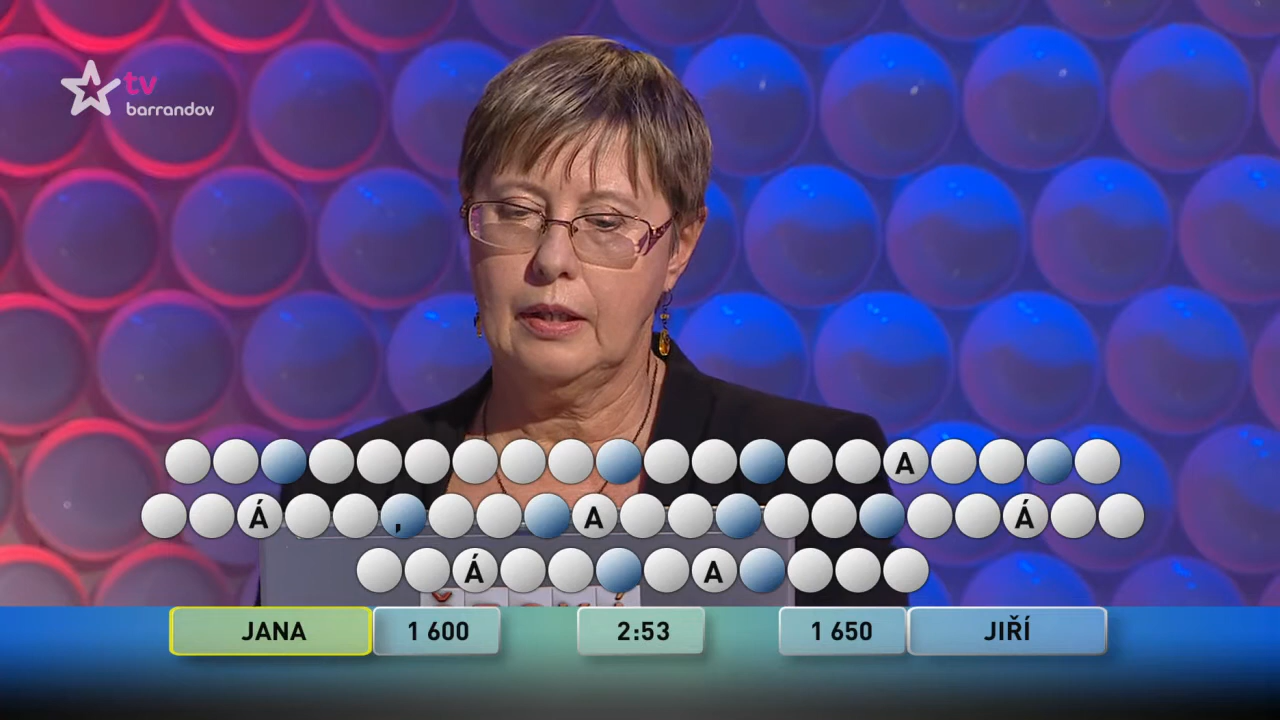 tv
barrandov
A
Á , A Á
Á A
JANA 1 600 2:53 1 650 JIŘÍ